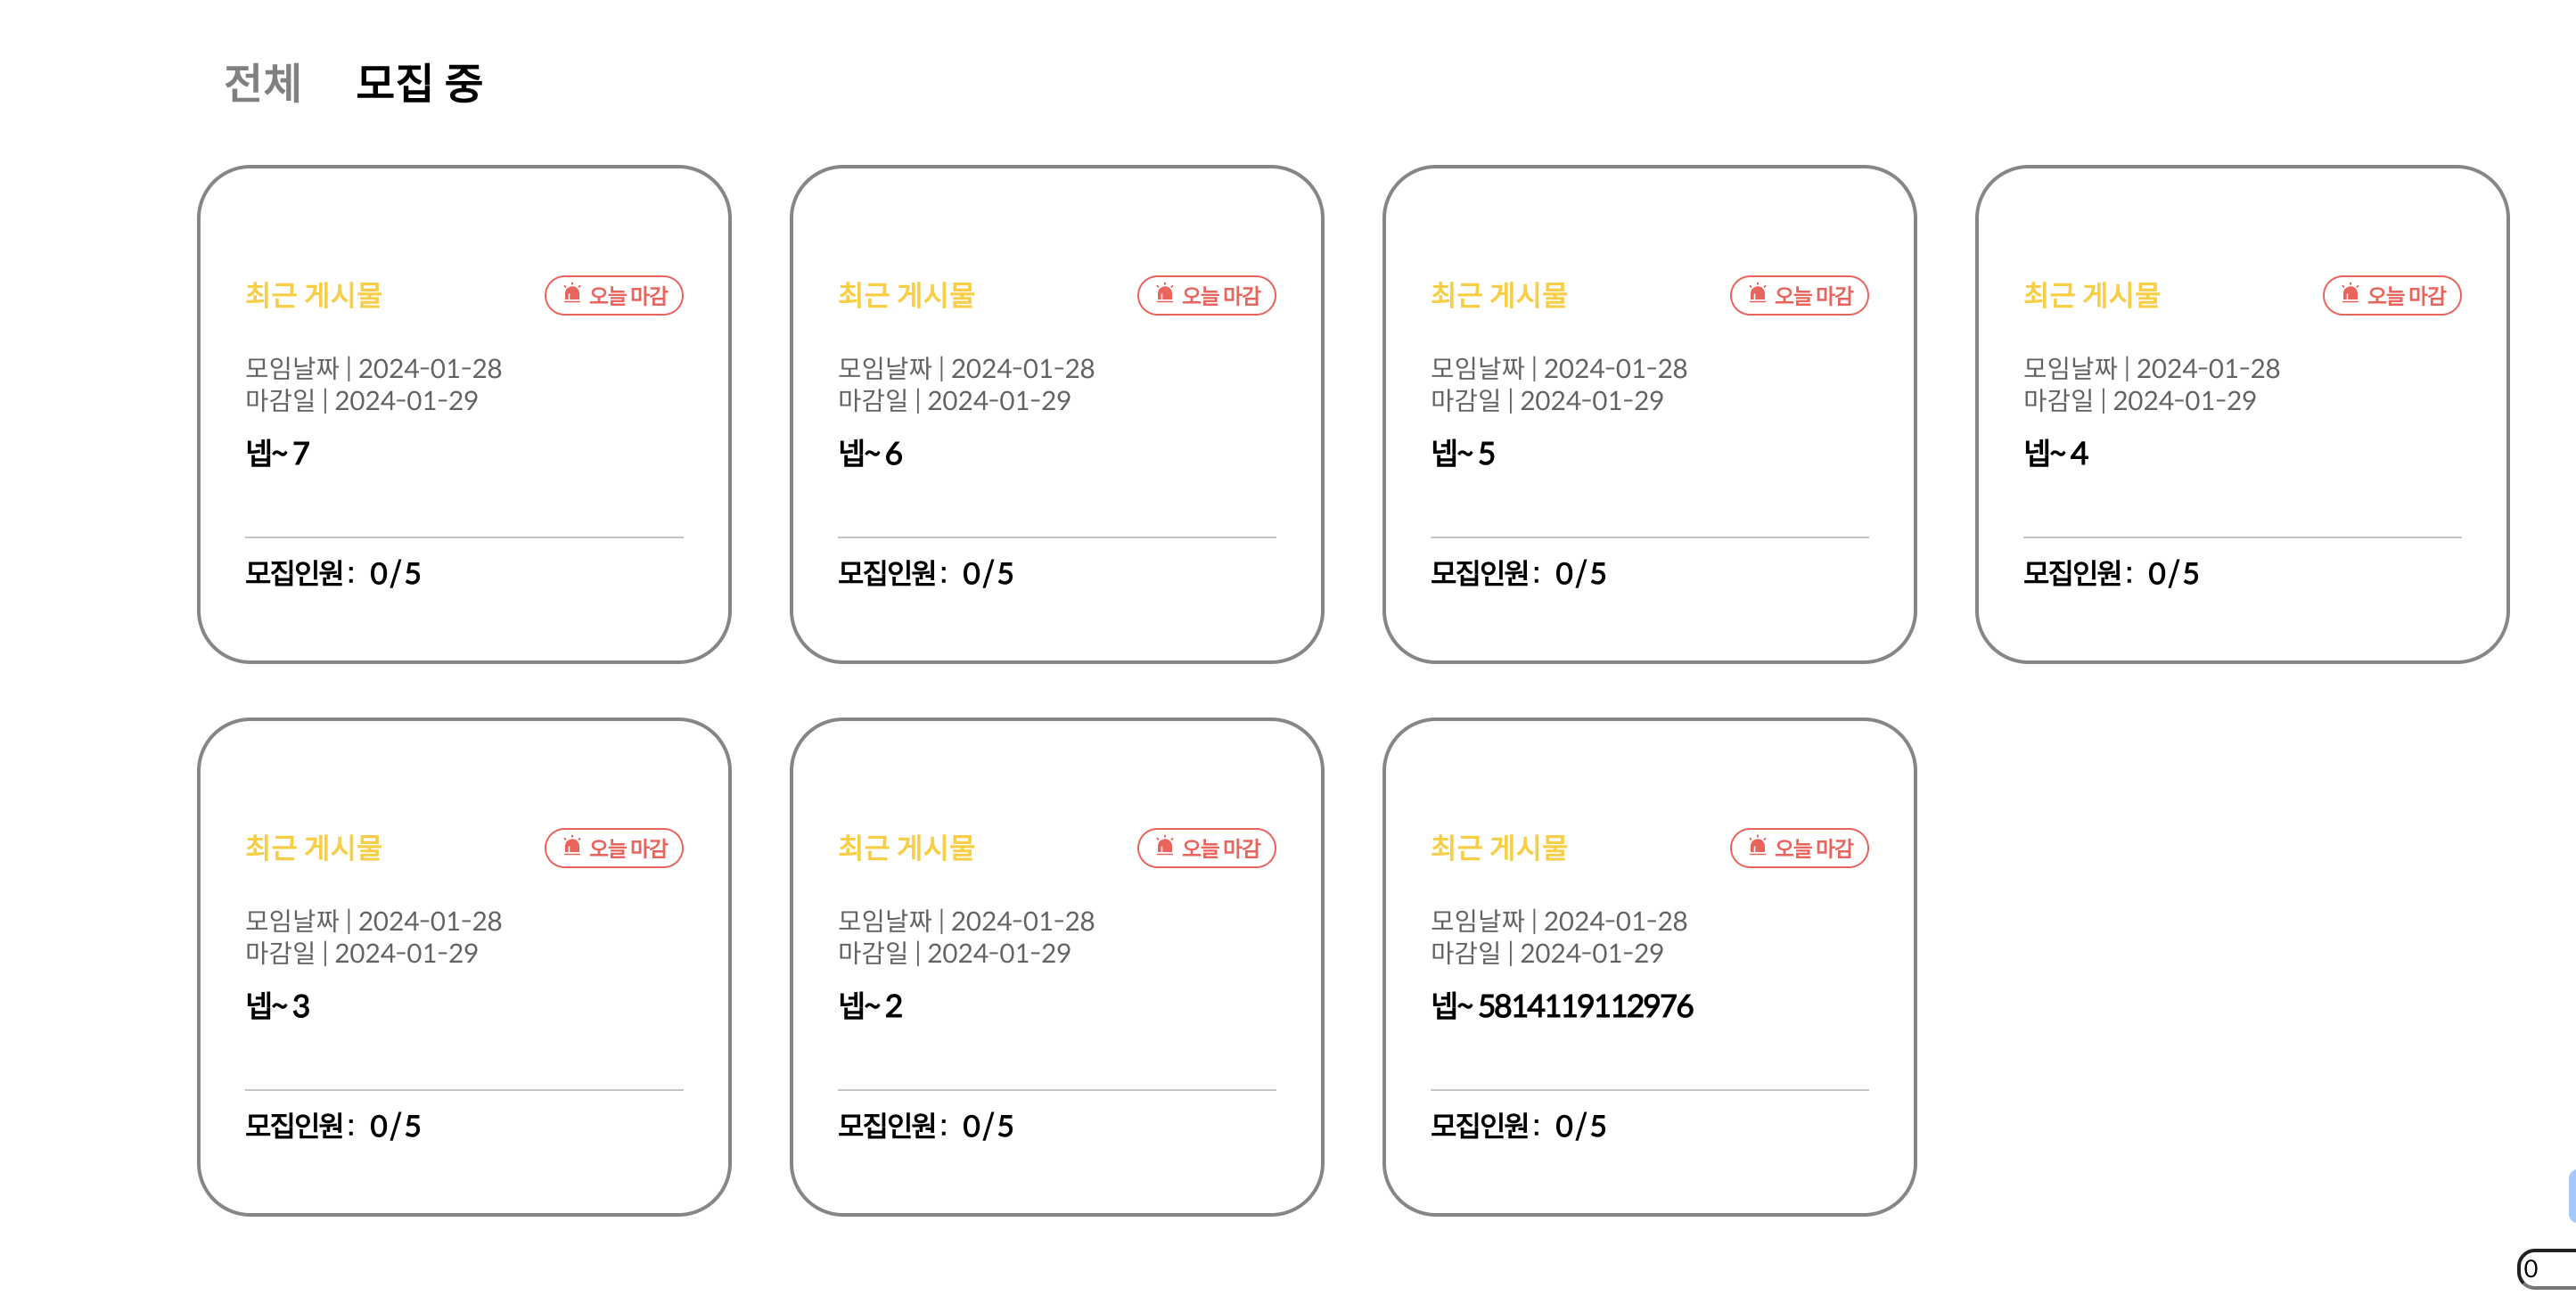 전체 모집 중
최근 게시물 오늘 마감
모임날짜 | 2024-01-28
마감일 | 2024-01-29
넵~ 7
모집인원 : 0/5
최근 게시물 오늘 마감
모임날짜 | 2024-01-28
마감일 | 2024-01-29
넵~ 6
모집인원 : 0/5
최근 게시물 오늘 마감
모임날짜 | 2024-01-28
마감일 | 2024-01-29
넵~ 5
모집인원 : 0/5
최근 게시물 오늘 마감
모임날짜 | 2024-01-28
마감일 | 2024-01-29
넵~ 4
모집인원 : 0/5
최근 게시물 오늘 마감
모임날짜 | 2024-01-28
마감일 | 2024-01-29
넵~ 3
모집인원 : 0/5
최근 게시물 오늘 마감
모임날짜 | 2024-01-28
마감일 | 2024-01-29
넵~ 2
모집인원 : 0/5
최근 게시물 오늘 마감
모임날짜 | 2024-01-28
마감일 | 2024-01-29
넵~ 5814119112976
모집인원 : 0/5
0